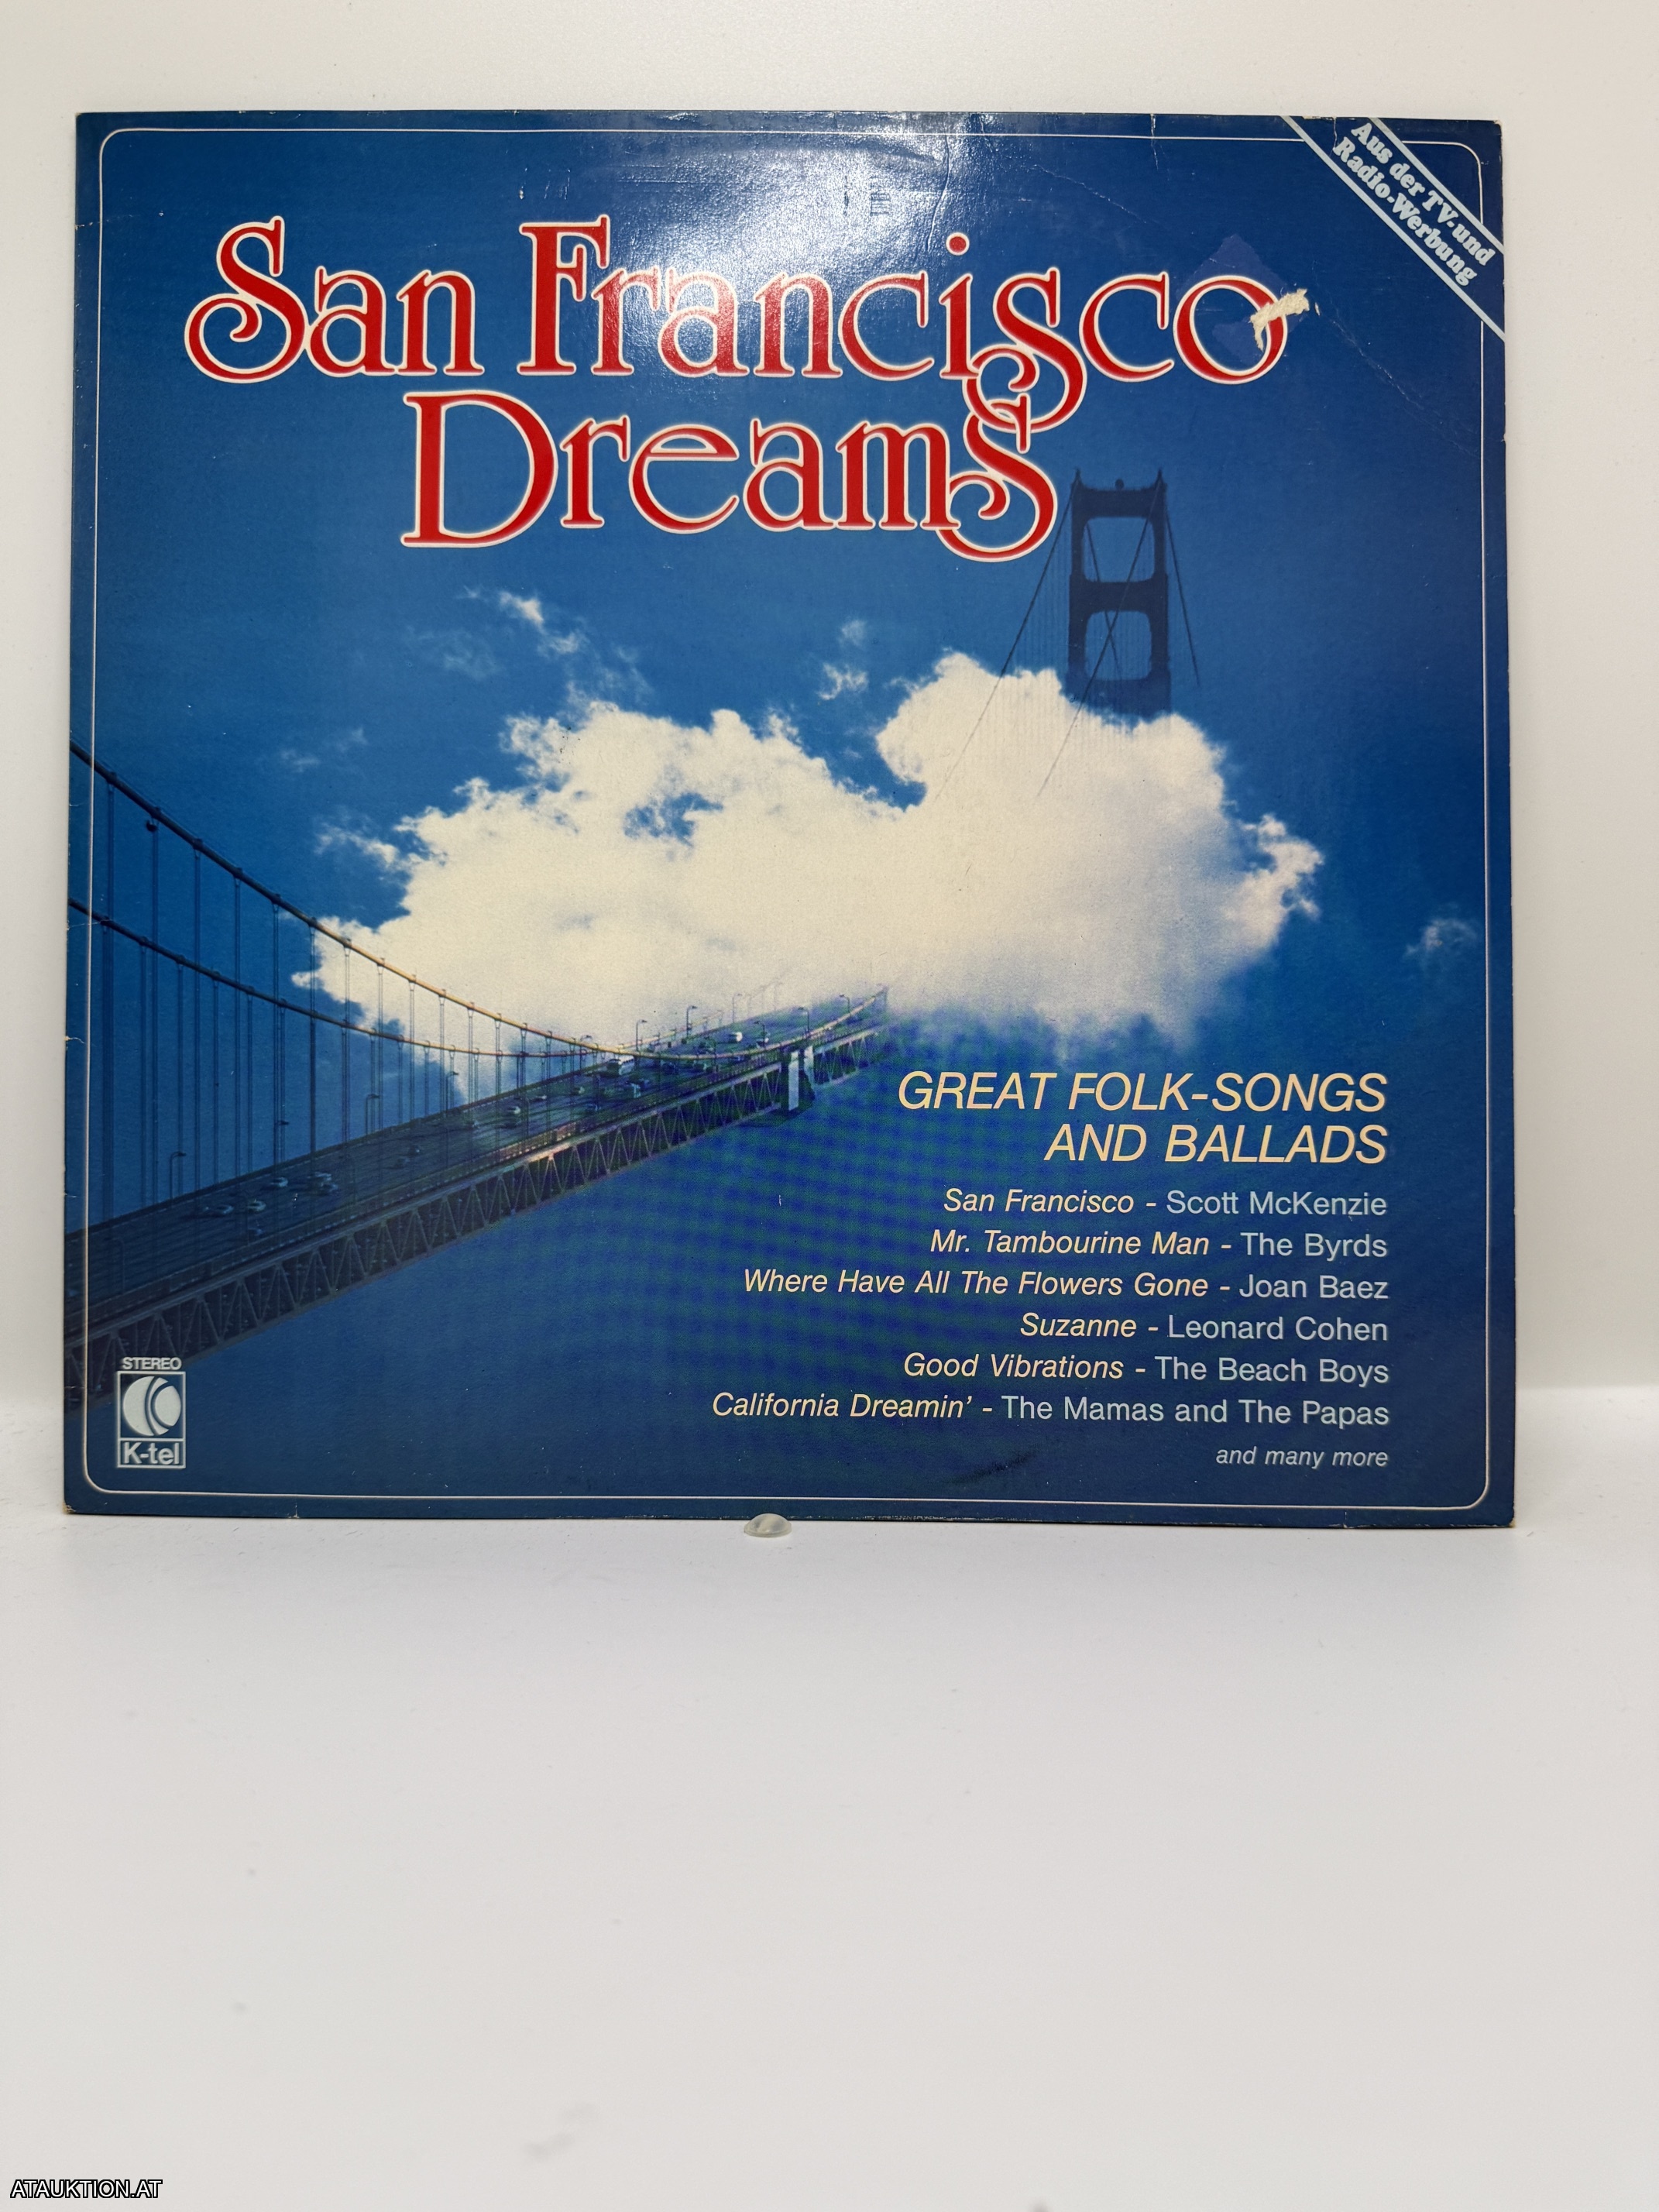 Aus der TV- und
Radio-Werbung
San Francisco
Dreams
GREAT FOLK-SONGS
AND BALLADS
San Francisco - Scott McKenzie
Mr. Tambourine Man - The Byrds
Where Have All The Flowers Gone - Joan Baez
Suzanne - Leonard Cohen
Good Vibrations - The Beach Boys
California Dreamin' - The Mamas and The Papas
and many more
STEREO
K-tel
ATAUKTION.AT